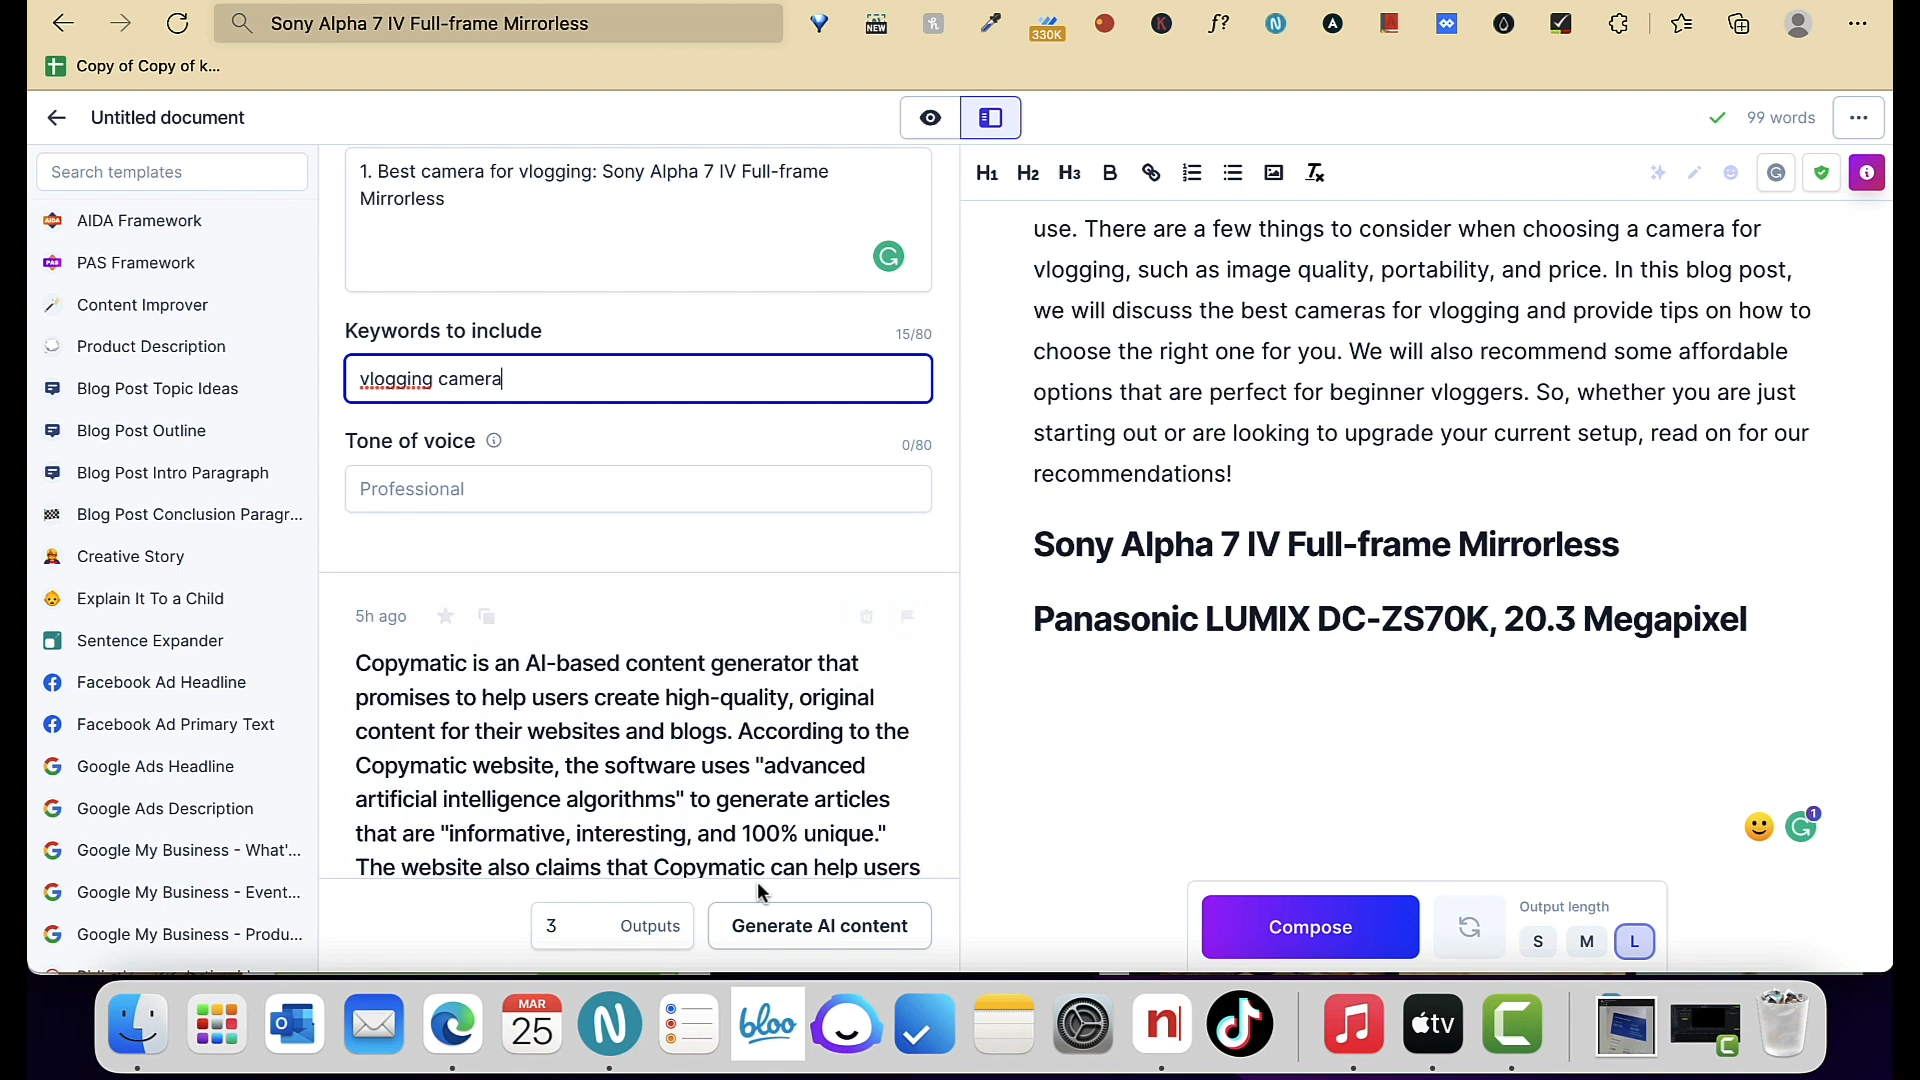 Sony Alpha 7 IV Full-frame Mirrorless
NEW
330K
Copy of Copy of k...
Untitled document
99 words
Search templates
AIDA Framework
PAS Framework
Content Improver
Product Description
Blog Post Topic Ideas
Blog Post Outline
Blog Post Intro Paragraph
Blog Post Conclusion Paragr...
Creative Story
Explain It To a Child
Sentence Expander
Facebook Ad Headline
Facebook Ad Primary Text
Google Ads Headline
Google Ads Description
Google My Business - What'...
Google My Business - Event...
Google My Business - Produ...
1. Best camera for vlogging: Sony Alpha 7 IV Full-frame
Mirrorless
Keywords to include
15/80
vlogging camera
Tone of voice
0/80
Professional
5h ago
Copymatic is an AI-based content generator that
promises to help users create high-quality, original
content for their websites and blogs. According to the
Copymatic website, the software uses "advanced
artificial intelligence algorithms" to generate articles
that are "informative, interesting, and 100% unique."
The website also claims that Copymatic can help users
3 Outputs
Generate AI content
H1 H2 H3 B
use. There are a few things to consider when choosing a camera for
vlogging, such as image quality, portability, and price. In this blog post,
we will discuss the best cameras for vlogging and provide tips on how to
choose the right one for you. We will also recommend some affordable
options that are perfect for beginner vloggers. So, whether you are just
starting out or are looking to upgrade your current setup, read on for our
recommendations!
Sony Alpha 7 IV Full-frame Mirrorless
Panasonic LUMIX DC-ZS70K, 20.3 Megapixel
1
Compose
Output length
S M L
MAR
25
bloo
tv